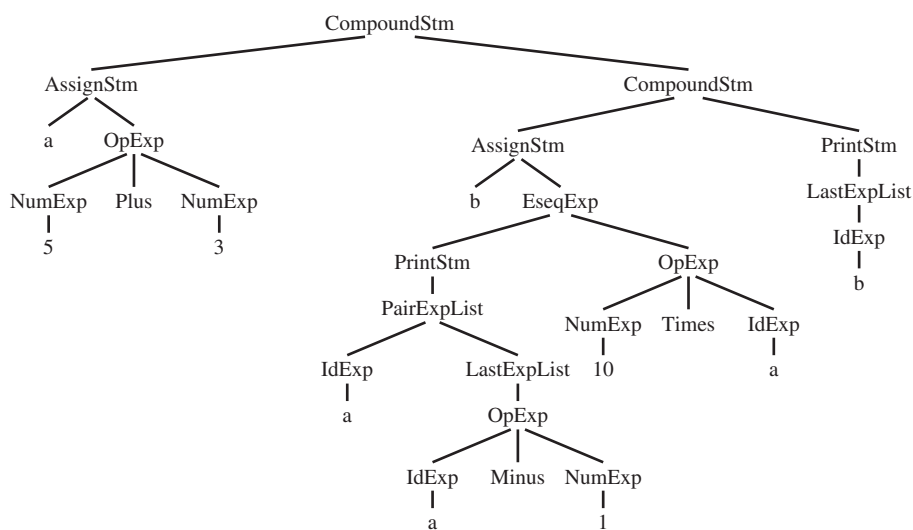 CompoundStm
AssignStm CompoundStm
a OpExp AssignStm PrintStm
NumExp Plus NumExp b EseqExp LastExpList
5 3 IdExp
PrintStm OpExp b
PairExpList
NumExp Times IdExp
IdExp LastExpList 10 a
a OpExp
IdExp Minus NumExp
a 1